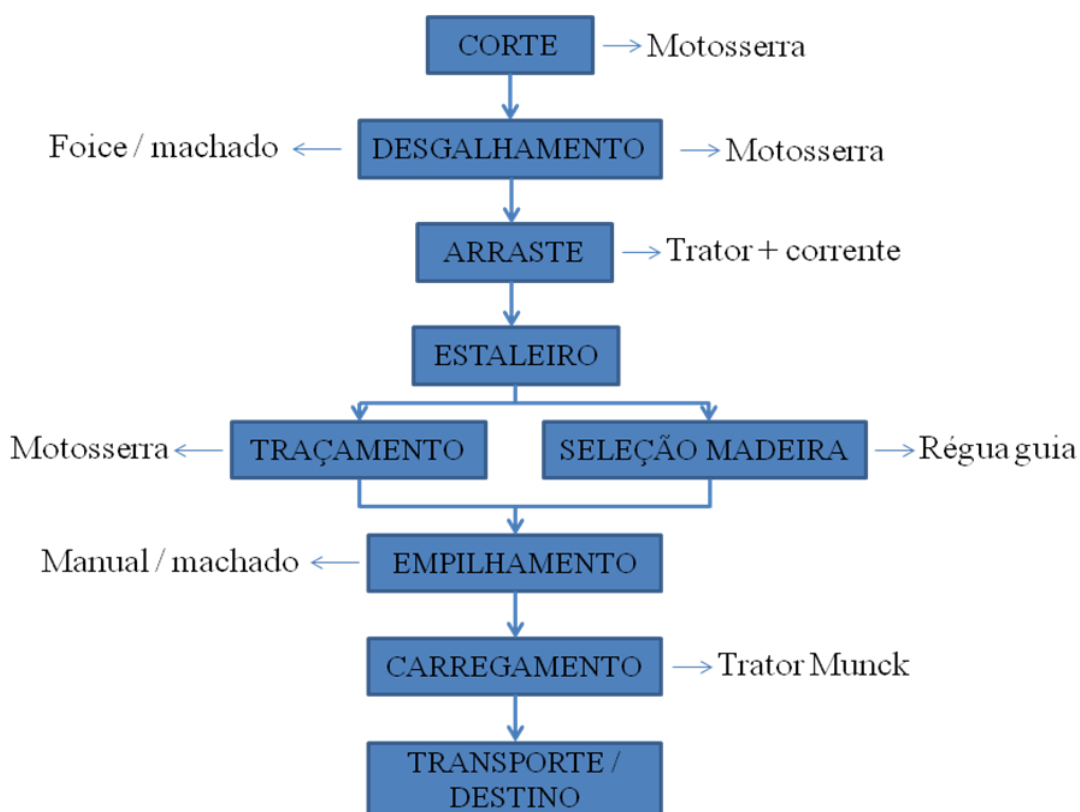 CORTE
Motosserra
Foice / machado
DESGALHAMENTO
Motosserra
ARRASTE
Trator + corrente
ESTALEIRO
Motosserra
TRAÇAMENTO
SELEÇÃO MADEIRA
Régua guia
Manual / machado
EMPILHAMENTO
CARREGAMENTO
Trator Munck
TRANSPORTE /
DESTINO